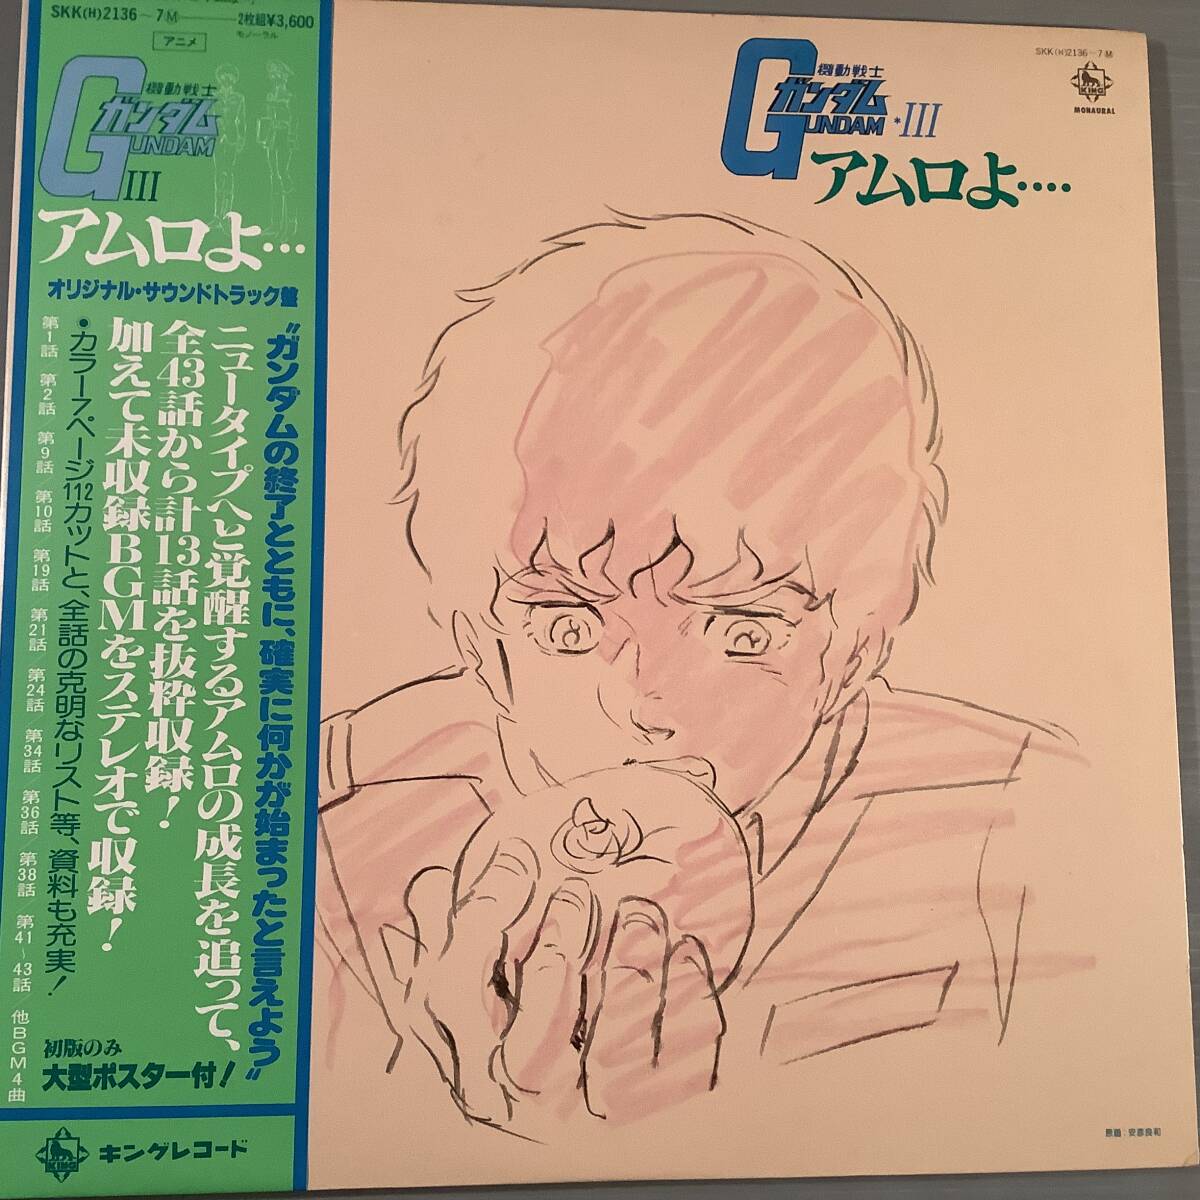 SKK(H)2136〜7Ⓜ 2枚組¥3,600
モノーラル
アニメ
機動戦士
ガンダム
GUNDAM
III
アムロよ…
オリジナル・サウンドトラック盤
“ガンダムの終了とともに、確実に何かが始まったと言えよう”
ニュータイプへと覚醒するアムロの成長を追って、
全43話から計13話を抜粋収録!
加えて未収録BGMをステレオで収録!
・カラー7ページ112カットと、全話の克明なリスト等、資料も充実!
第1話/第2話/第9話/第10話/第19話/第21話/第24話/第34話/第36話/第38話/第41〜43話/他BGM4曲
初版のみ
大型ポスター付!
KING
キングレコード
機動戦士
ガンダム
GUNDAM *III
アムロよ‥‥
SKK(H)2136〜7Ⓜ
KING
MONAURAL
原画:安彦良和